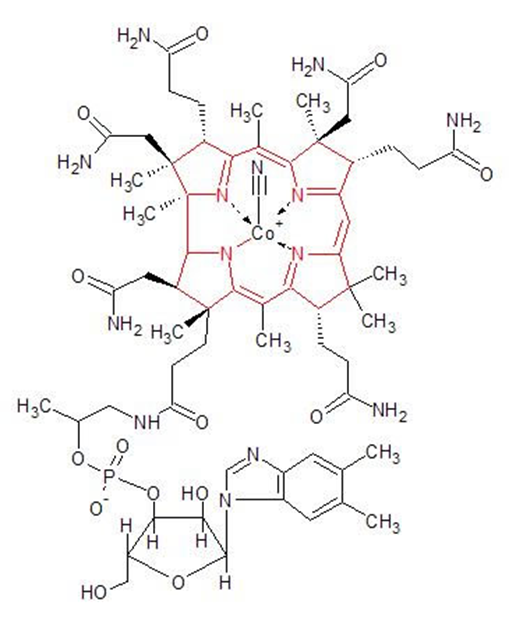 H₂N O
H₂N O
CH₃
H₃C
O
NH₂
H₂N
O
N
H₃C
N N
H₃C
Co⁺
N N
O
CH₃
NH₂ H₃C
CH₃
CH₃
H₃C NH O
O NH₂
O
O
P
O⁻
O HO
N
CH₃
N
CH₃
H H H
HO O H